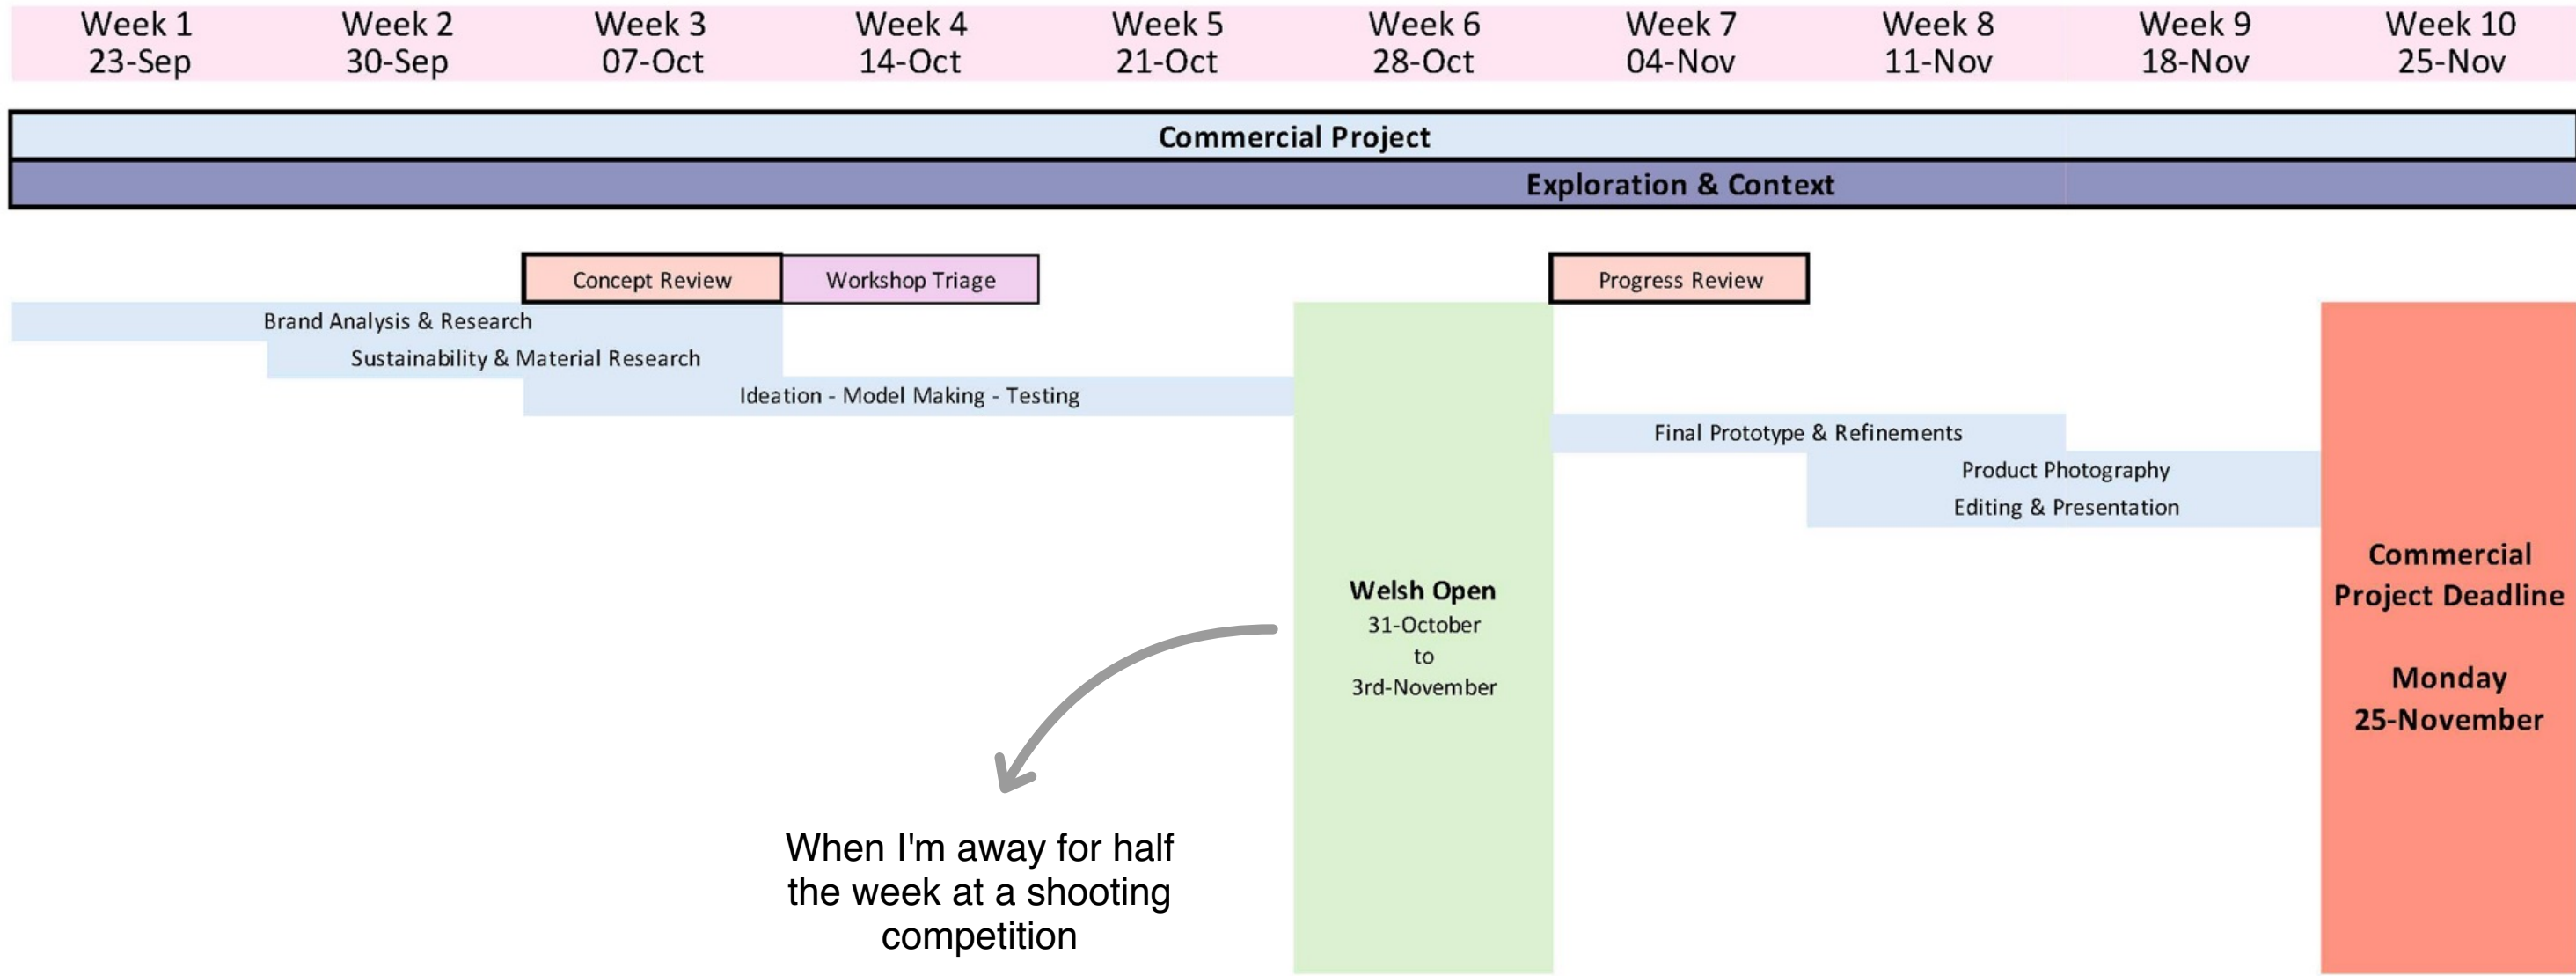 Week 1 Week 2 Week 3 Week 4 Week 5 Week 6 Week 7 Week 8 Week 9 Week 10
23-Sep 30-Sep 07-Oct 14-Oct 21-Oct 28-Oct 04-Nov 11-Nov 18-Nov 25-Nov
Commercial Project
Exploration & Context
Concept Review Workshop Triage Progress Review
Brand Analysis & Research
Sustainability & Material Research
Ideation - Model Making - Testing
Final Prototype & Refinements
Product Photography
Editing & Presentation
Welsh Open
31-October
to
3rd-November
Commercial
Project Deadline
Monday
25-November
When I'm away for half
the week at a shooting
competition